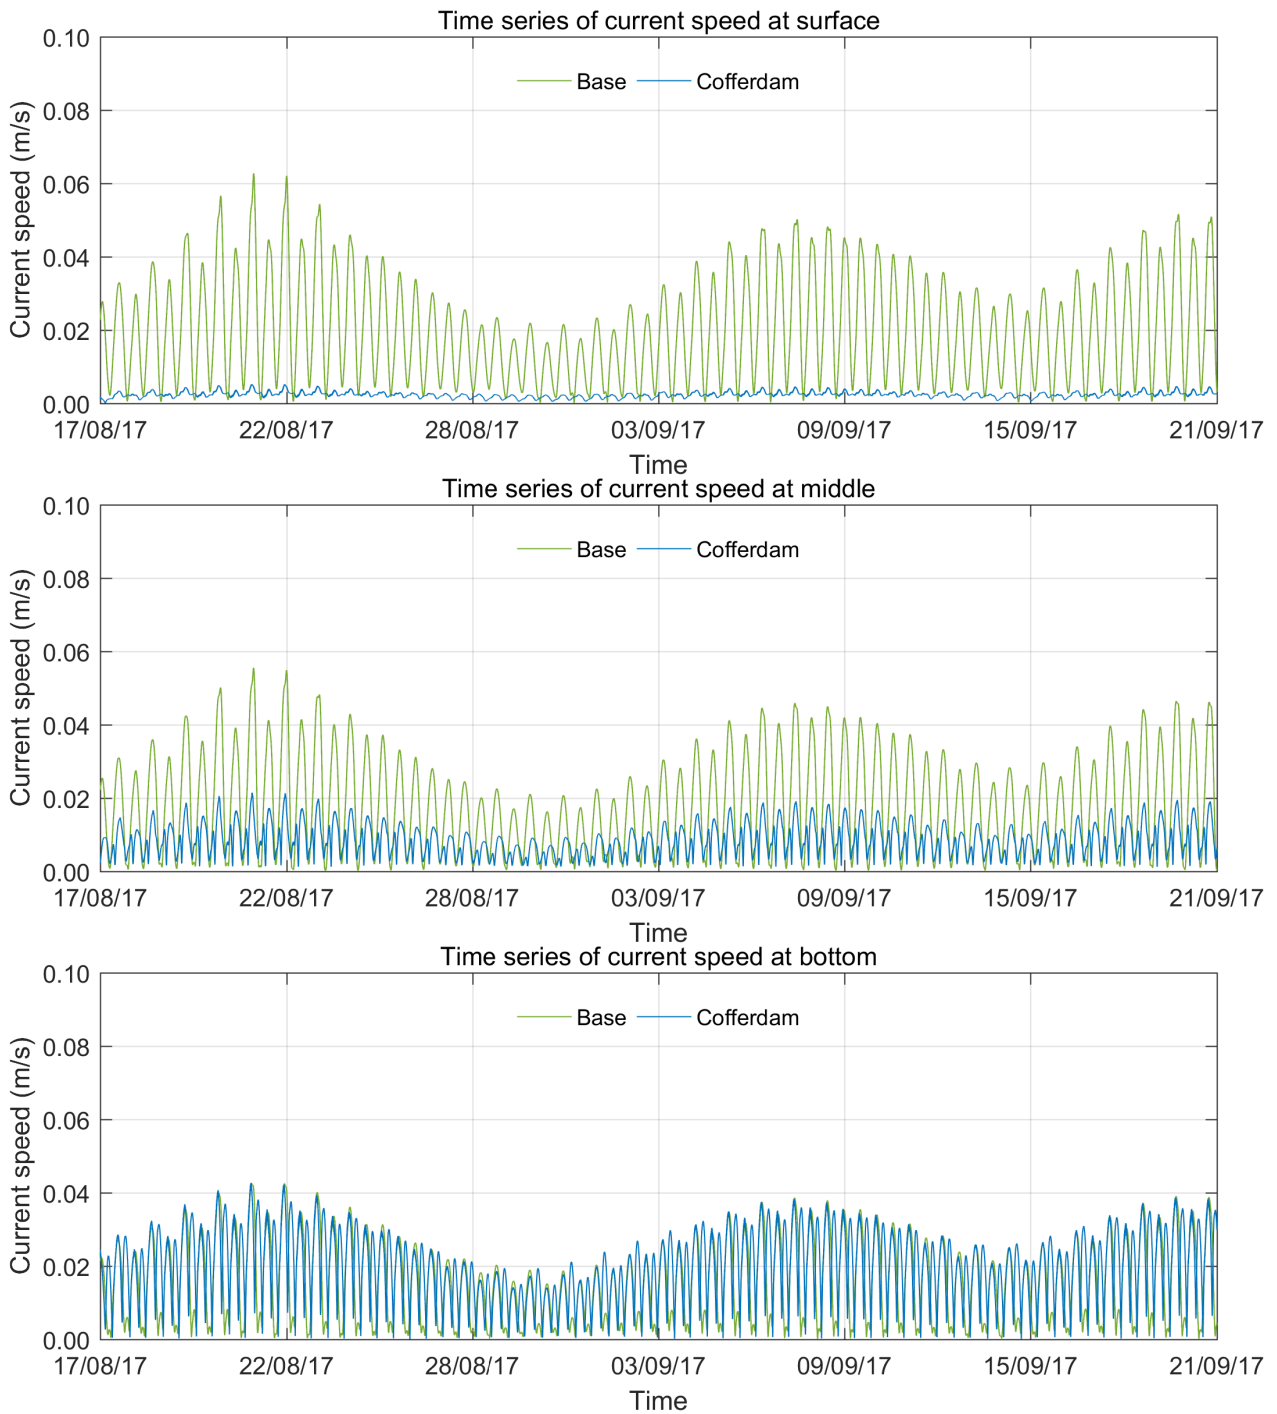 Time series of current speed at surface
Base Cofferdam
Current speed (m/s)
0.10
0.08
0.06
0.04
0.02
0.00
17/08/17 22/08/17 28/08/17 03/09/17 09/09/17 15/09/17 21/09/17
Time
Time series of current speed at middle
Base Cofferdam
Current speed (m/s)
0.10
0.08
0.06
0.04
0.02
0.00
17/08/17 22/08/17 28/08/17 03/09/17 09/09/17 15/09/17 21/09/17
Time
Time series of current speed at bottom
Base Cofferdam
Current speed (m/s)
0.10
0.08
0.06
0.04
0.02
0.00
17/08/17 22/08/17 28/08/17 03/09/17 09/09/17 15/09/17 21/09/17
Time